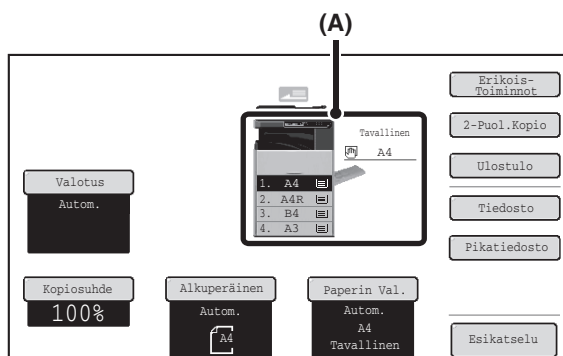 (A)
Erikois-
Toiminnot
2-Puol.Kopio
Ulostulo
Tiedosto
Pikatiedosto
Esikatselu
Tavallinen
A4
1. A4
2. A4R
3. B4
4. A3
Valotus
Autom.
Kopiosuhde
100%
Alkuperäinen
Autom.
A4
Paperin Val.
Autom.
A4
Tavallinen